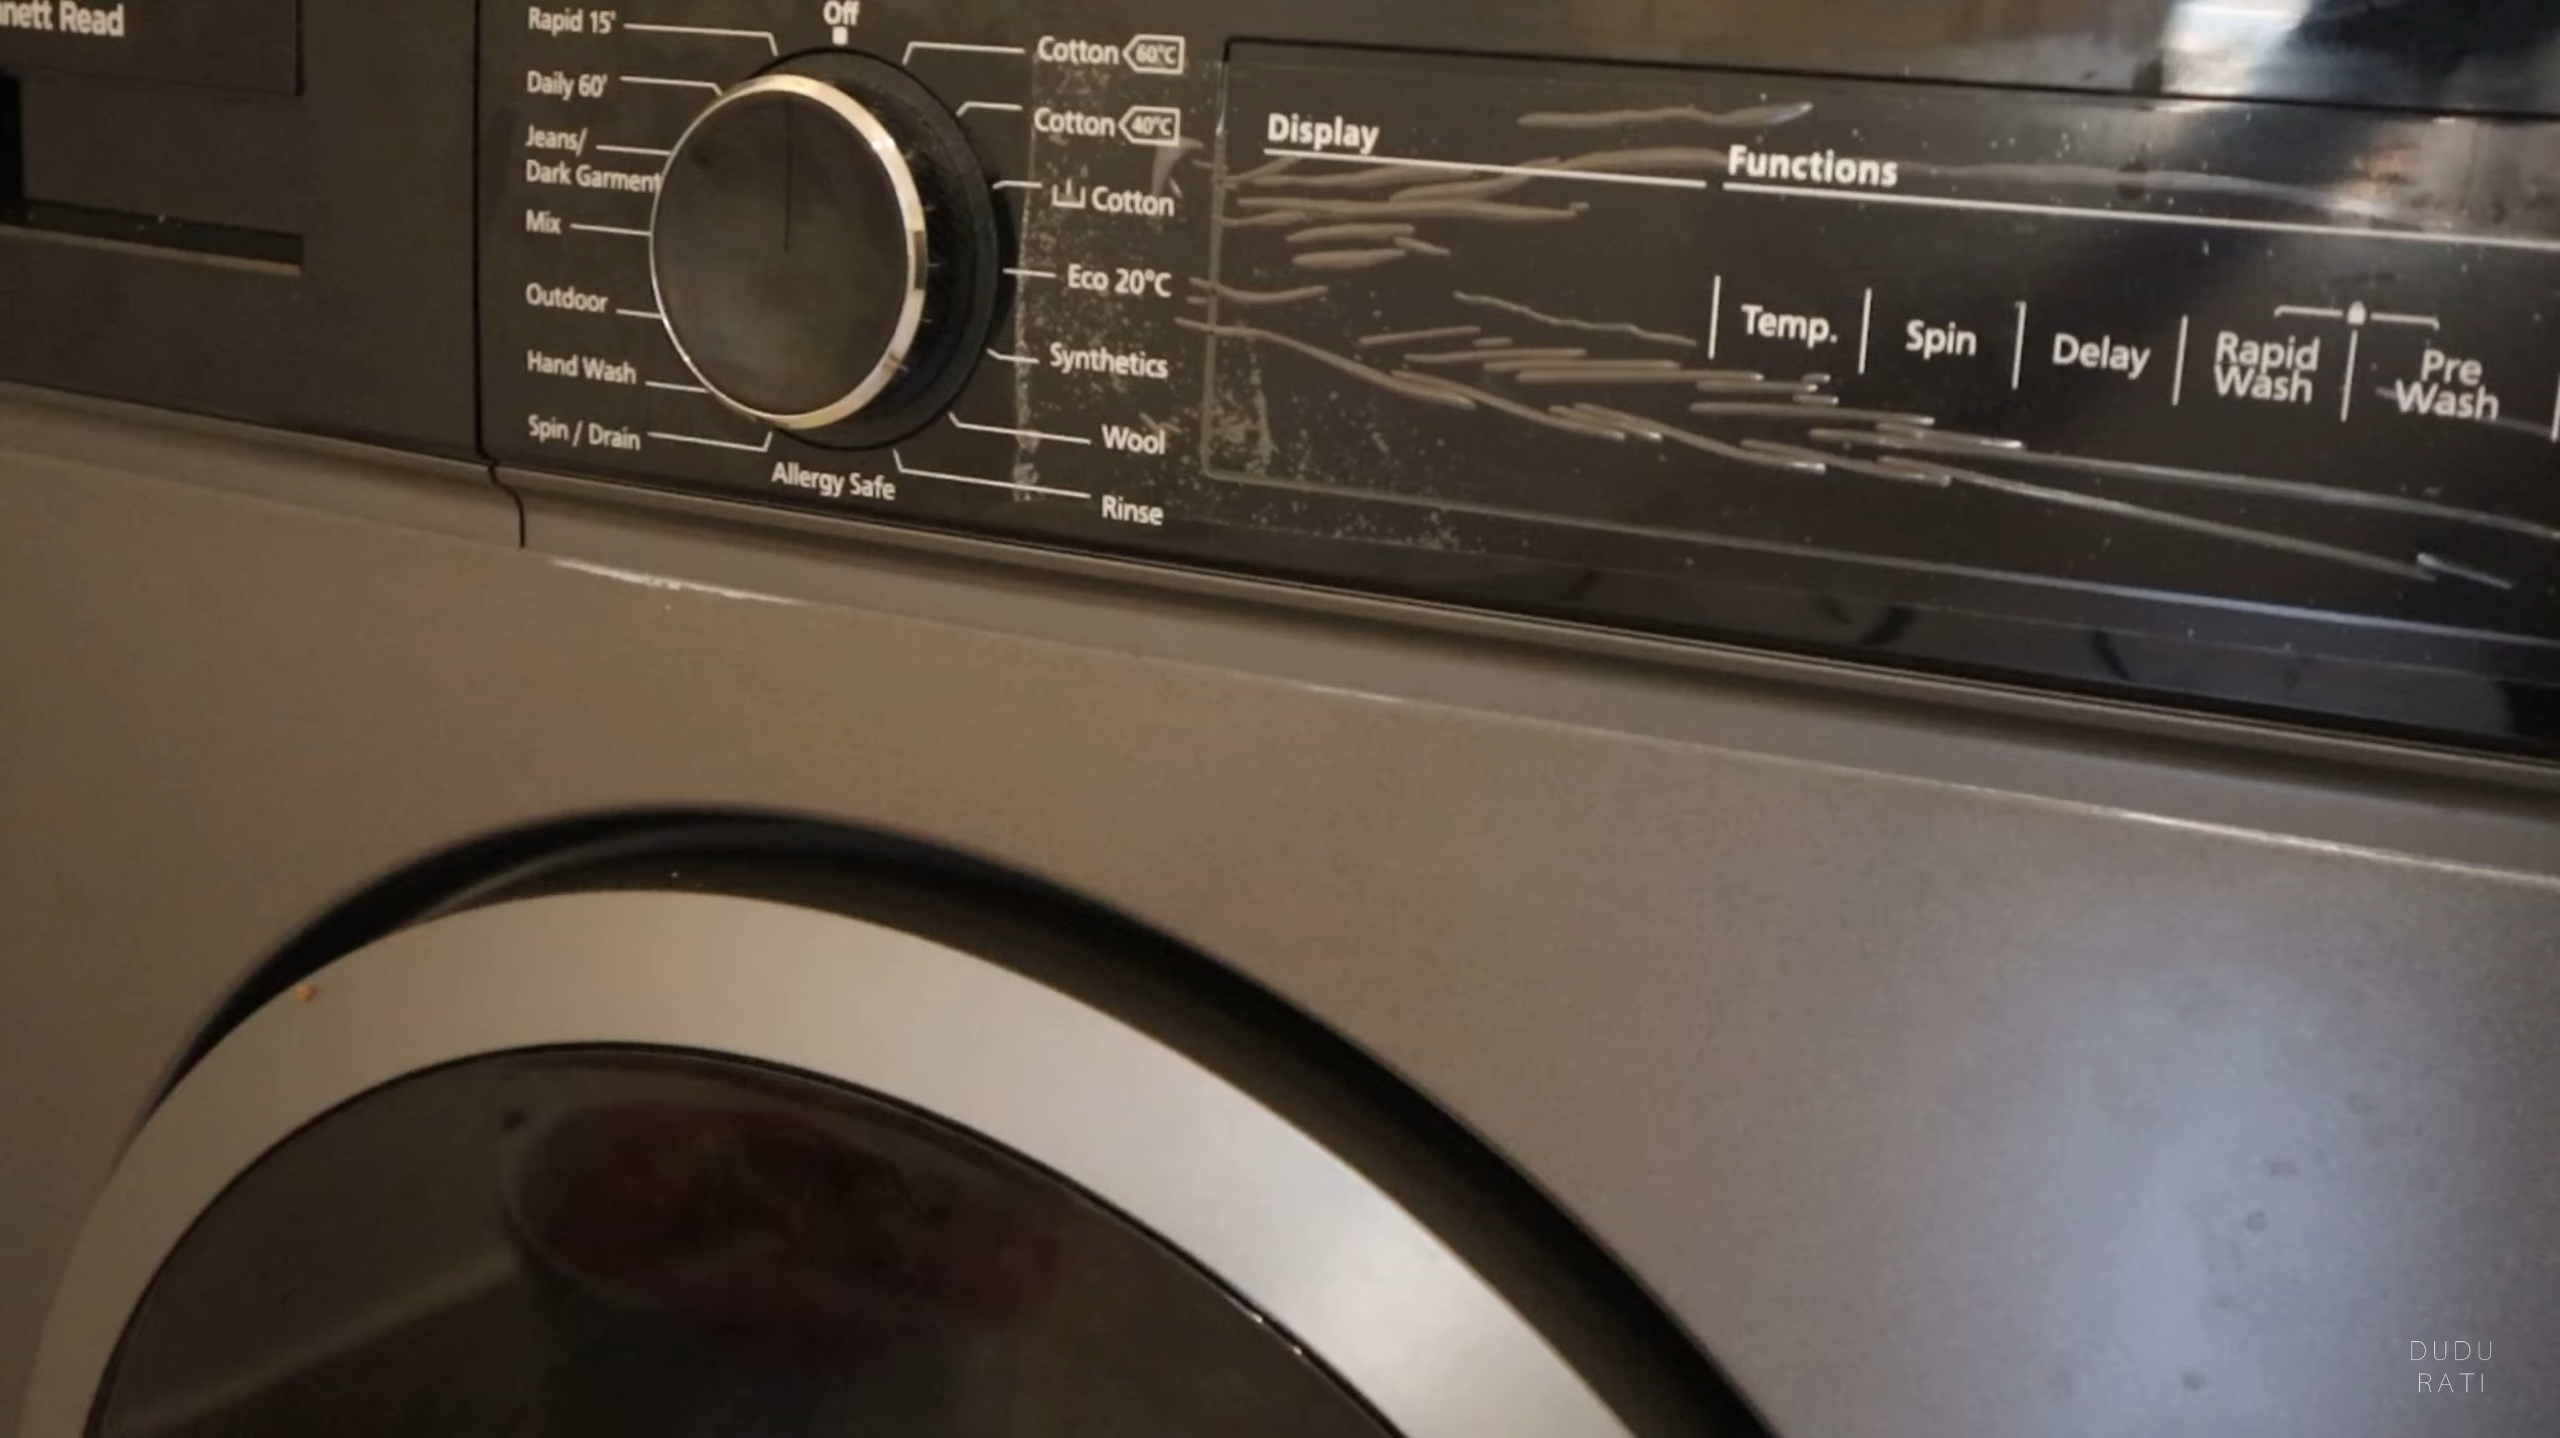 Read
Off
Rapid 15'
Daily 60'
Jeans/
Dark Garment
Mix
Outdoor
Hand Wash
Spin / Drain
Allergy Safe
Cotton 60°C
Cotton 40°C
Cotton
Eco 20°C
Synthetics
Wool
Rinse
Display
Functions
Temp.
Spin
Delay
Rapid
Wash
Pre
Wash
DUDU
RATI